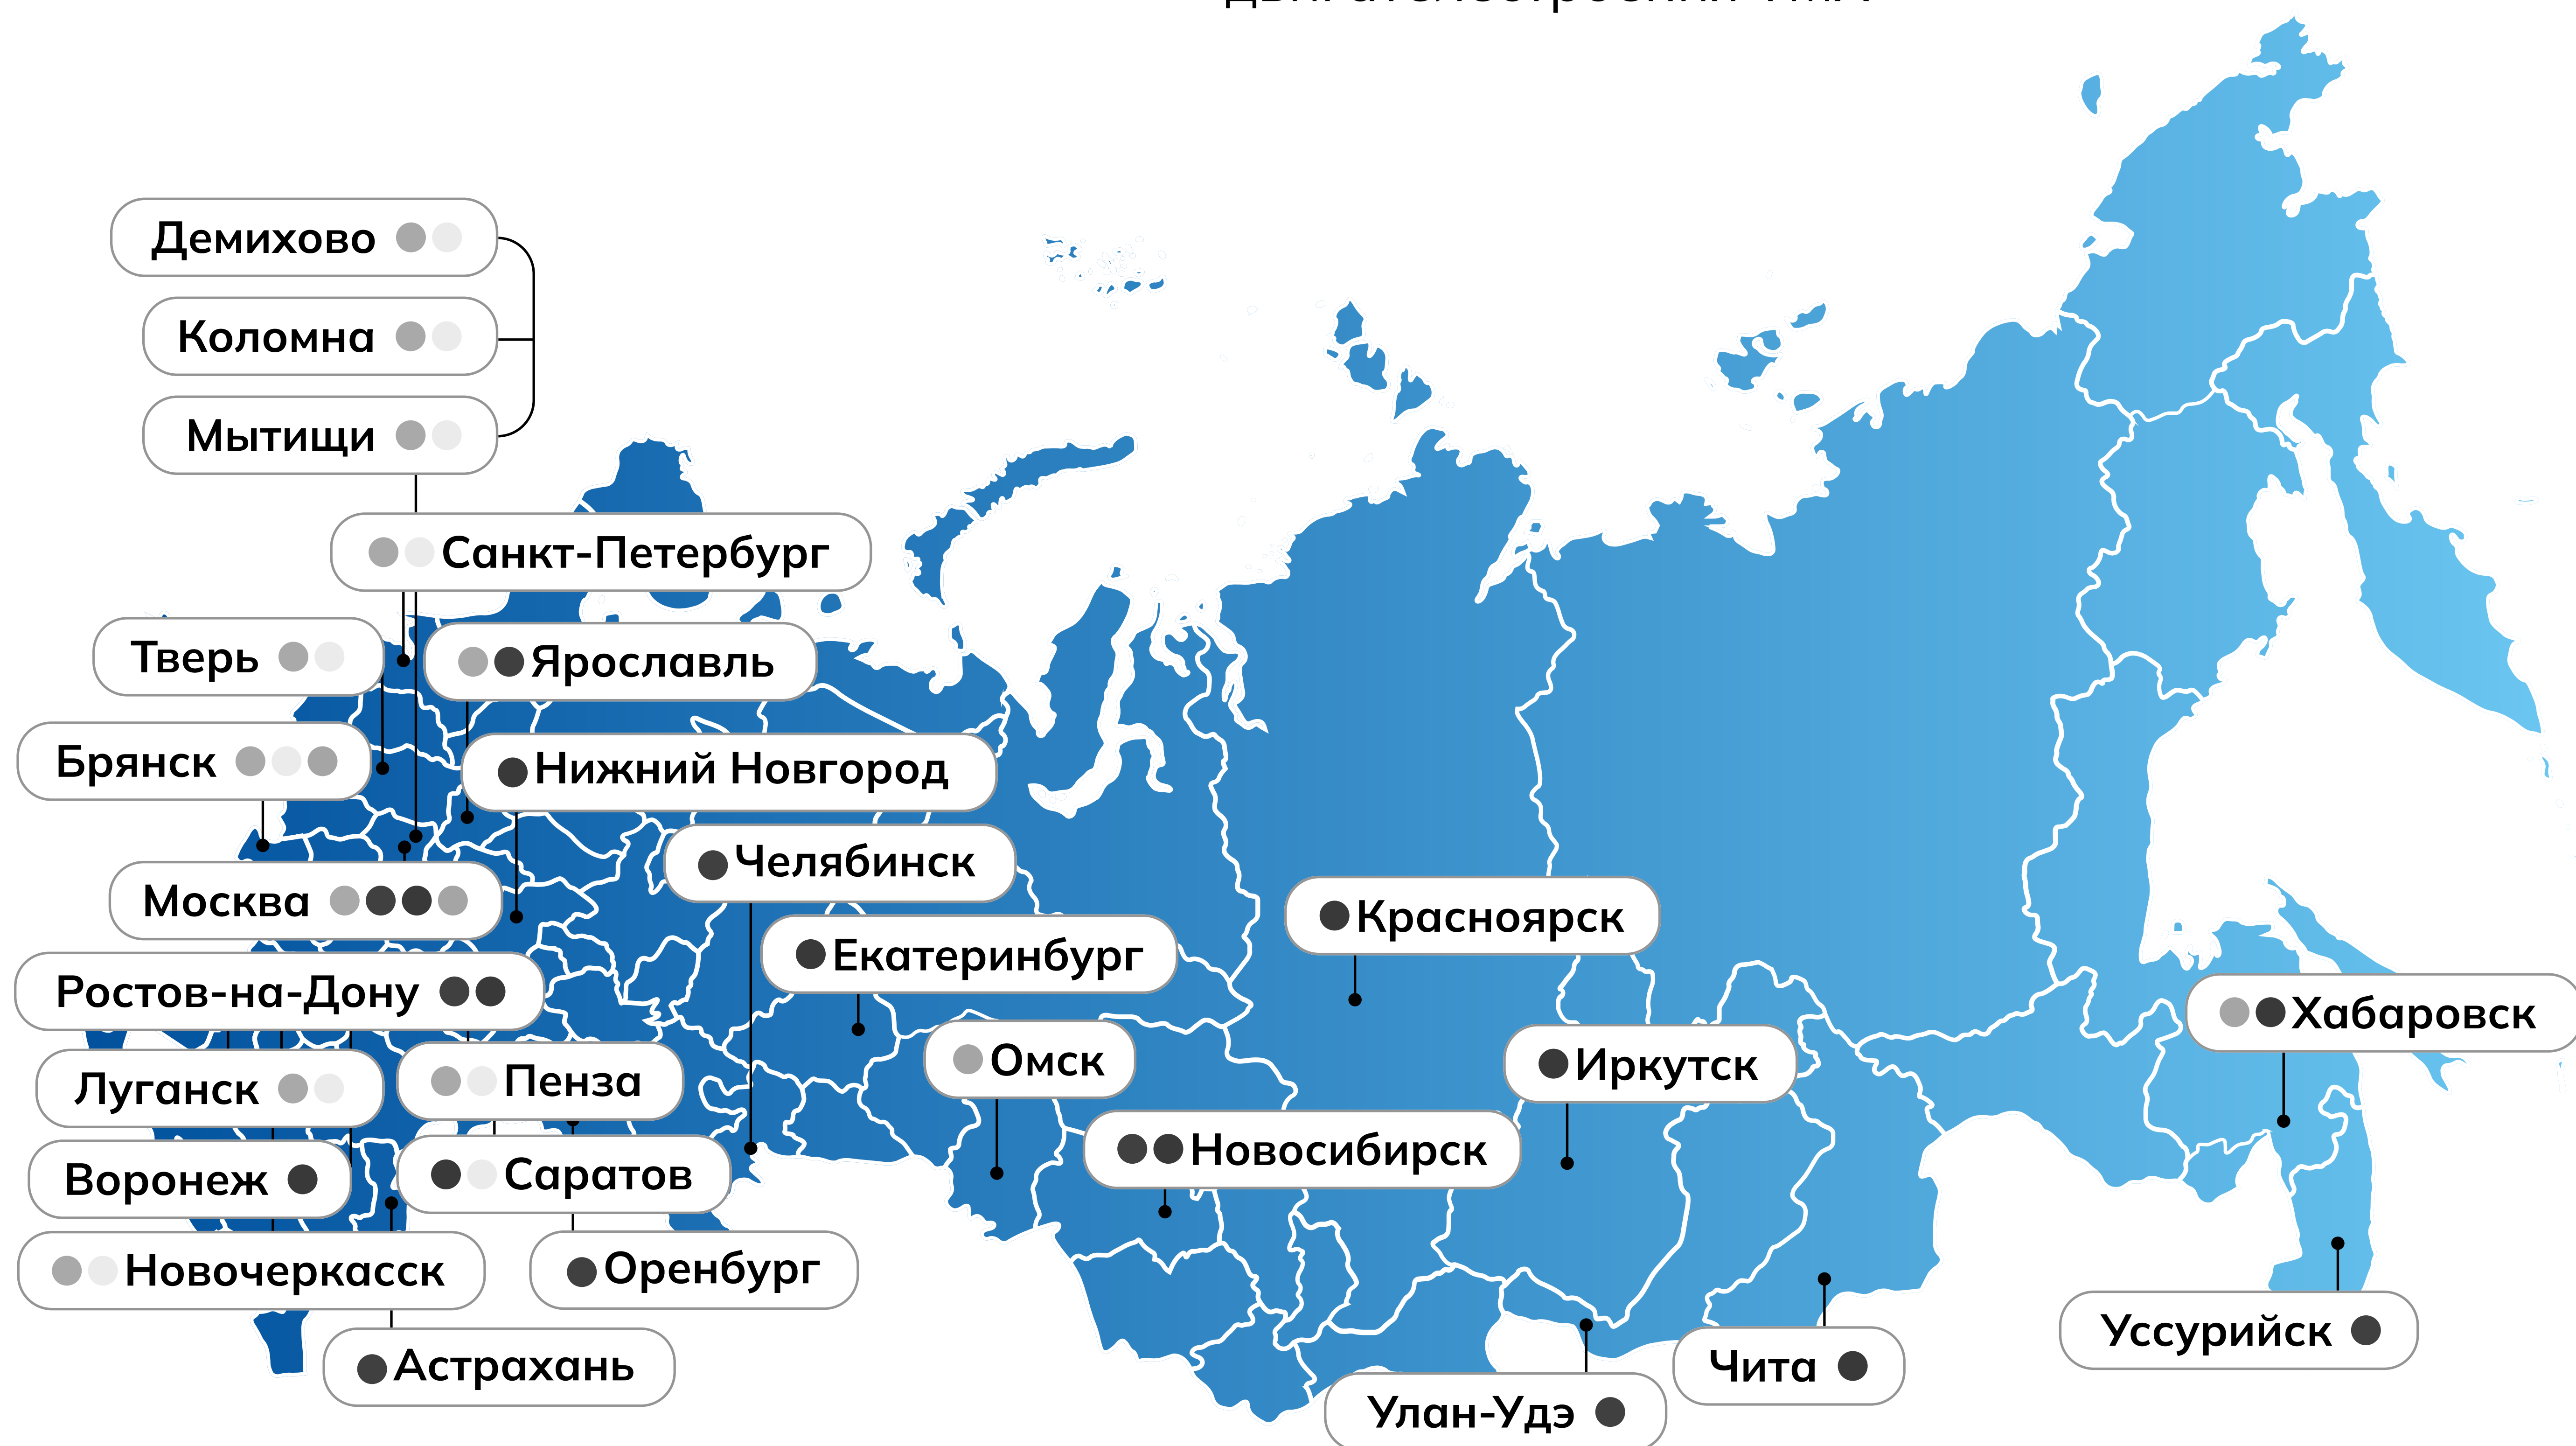 Демихово
Коломна
Мытищи
Санкт-Петербург
Тверь
Ярославль
Брянск
Нижний Новгород
Челябинск
Москва
Красноярск
Екатеринбург
Ростов-на-Дону
Хабаровск
Омск
Иркутск
Пенза
Луганск
Новосибирск
Саратов
Воронеж
Оренбург
Новочеркасск
Уссурийск
Астрахань
Чита
Улан-Удэ